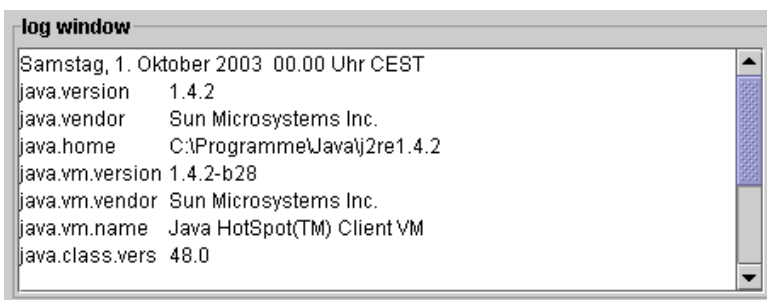 log window
Samstag, 1. Oktober 2003 00.00 Uhr CEST
java.version 1.4.2
java.vendor Sun Microsystems Inc.
java.home C:\Programme\Java\j2re1.4.2
java.vm.version 1.4.2-b28
java.vm.vendor Sun Microsystems Inc.
java.vm.name Java HotSpot(TM) Client VM
java.class.vers 48.0